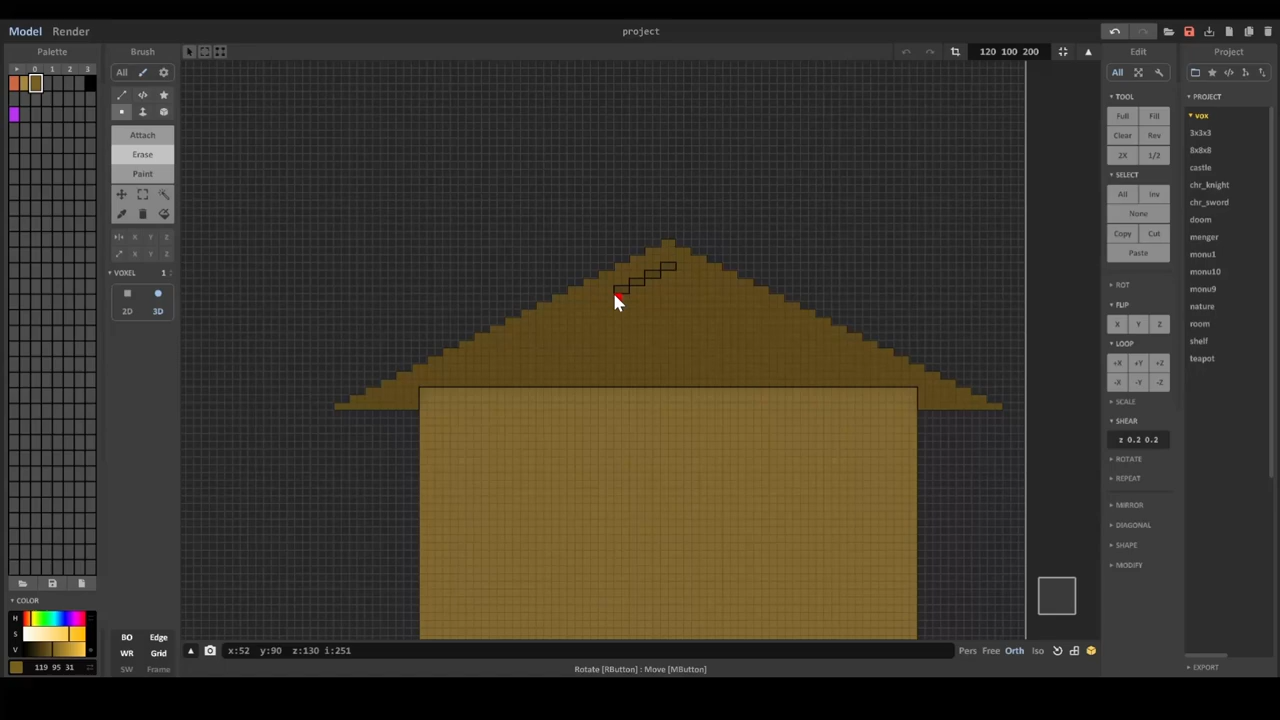 Model Render
project
Palette
Brush
120 100 200
Edit
Project
0 1 2 3
All
All
TOOL
PROJECT
Full Fill
vox
Clear Rev
3x3x3
Attach
8x8x8
2X 1/2
Erase
castle
SELECT
Paint
chr_knight
All Inv
chr_sword
None
doom
X Y Z
Copy Cut
menger
X Y Z
Paste
monu1
VOXEL 1
monu10
ROT
monu9
FLIP
nature
2D 3D
X Y Z
room
LOOP
shelf
+X +Y +Z
teapot
-X -Y -Z
SCALE
SHEAR
z 0.2 0.2
ROTATE
REPEAT
MIRROR
DIAGONAL
SHAPE
MODIFY
COLOR
H
S
V
BO Edge
WR Grid
SW Frame
119 95 31
x:52 y:90 z:130 i:251
Pers Free Orth Iso
Rotate [RButton] : Move [MButton]
EXPORT